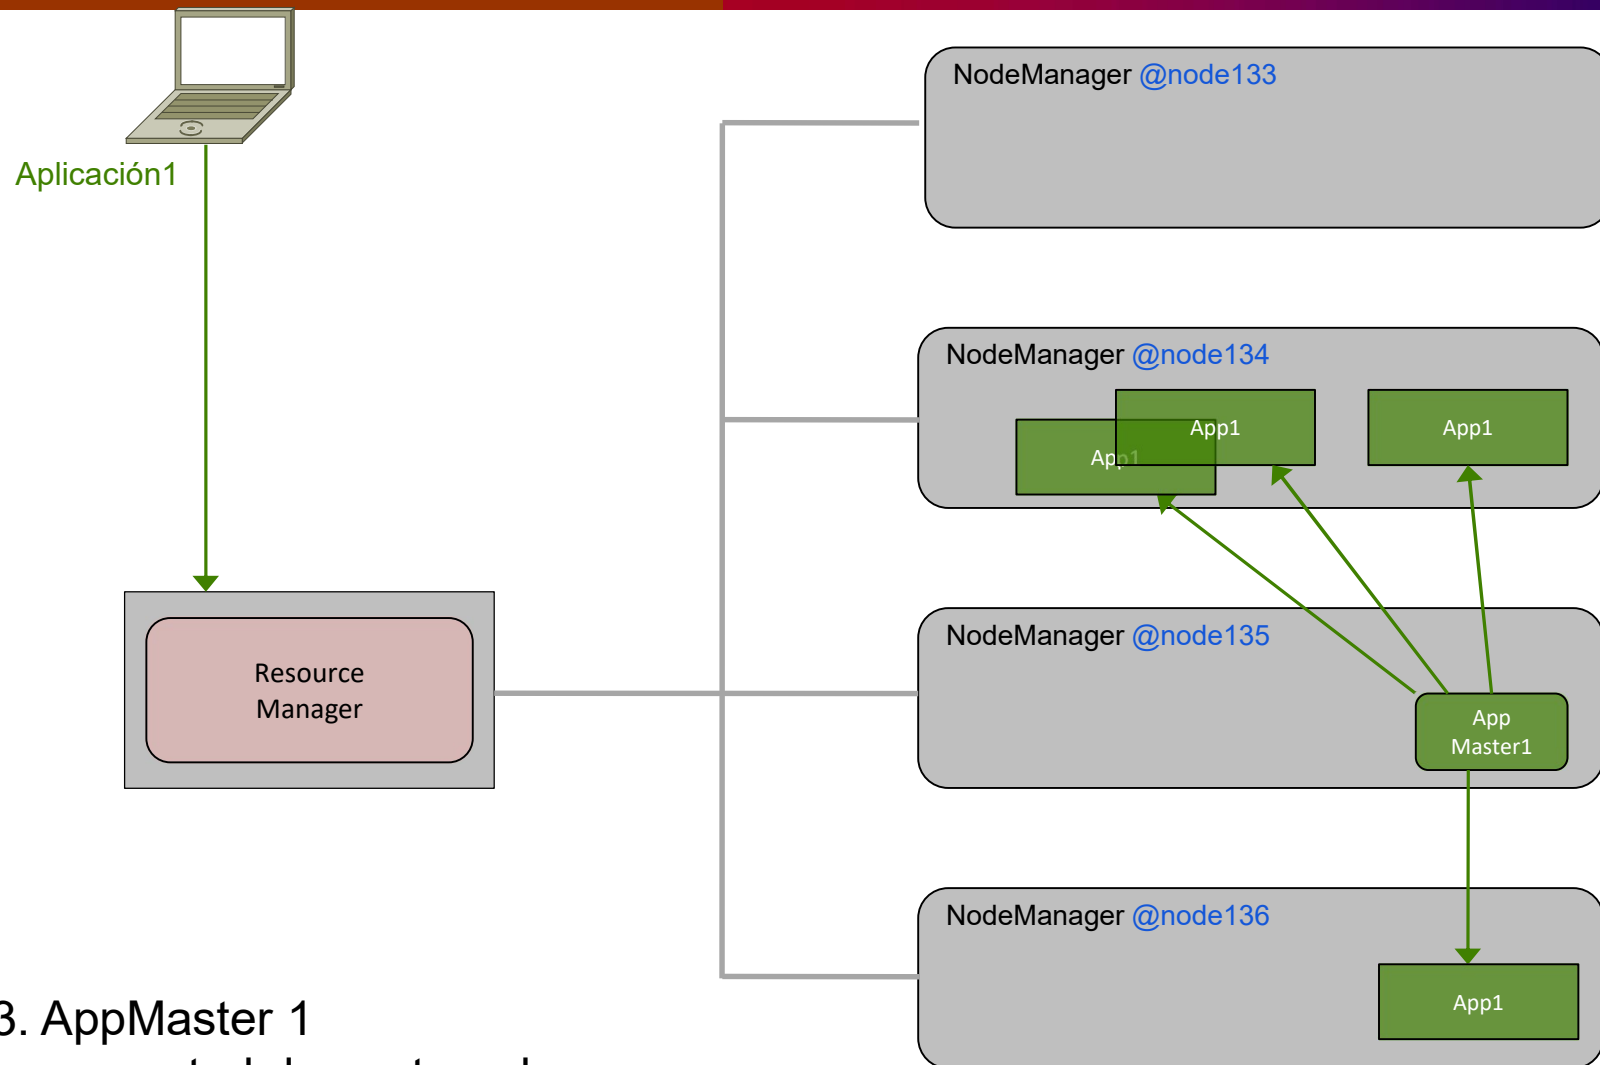 Aplicación1
NodeManager @node133
NodeManager @node134
App1
App1
App1
Resource
Manager
NodeManager @node135
App
Master1
NodeManager @node136
App1
3. AppMaster 1